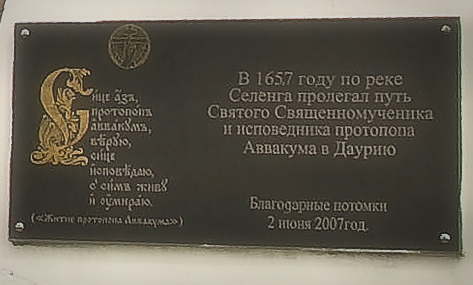 Сице азъ,
протопопъ
аввакумъ,
вѣрую,
сице
исповѣдаю,
с симъ живу
и оумираю.
(«Житие протопопа Аввакума»)
В 1657 году по реке
Селенга пролегал путь
Святого Священномученика
и исповедника протопопа
Аввакума в Даурию
Благодарные потомки
2 июня 2007год.